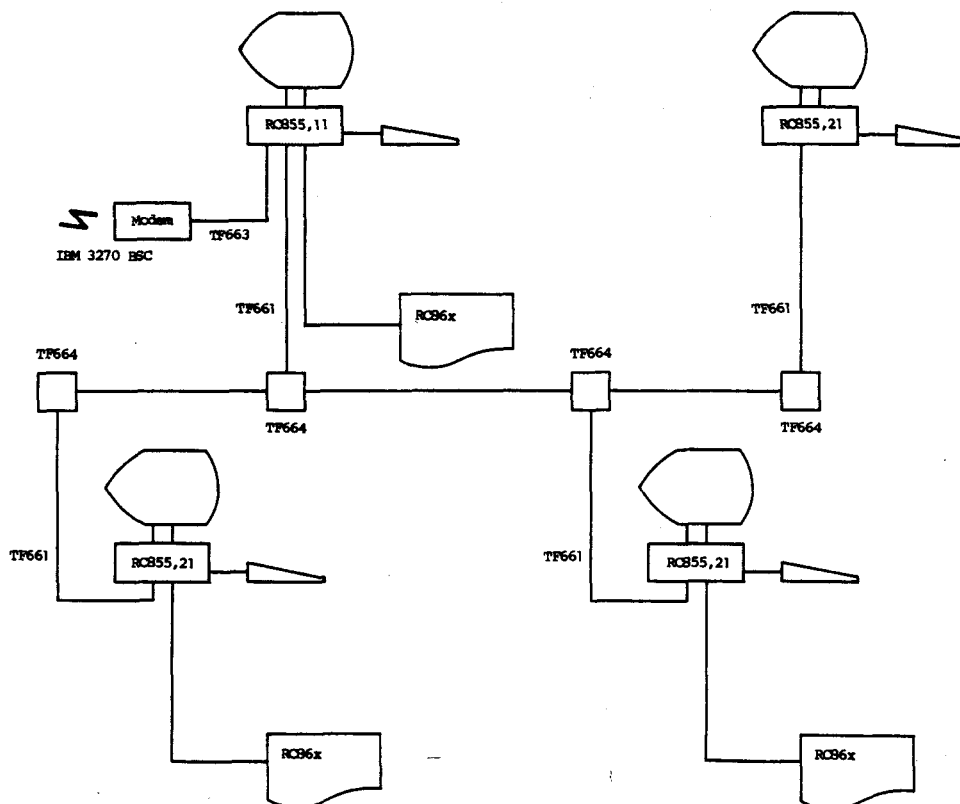 RC855,11
RC855,21
Modem
TF663
IBM 3270 BSC
TF661
RC86x
TF661
TF664
TF664
TF664
TF664
TF661
RC855,21
TF661
RC855,21
RC86x
RC86x